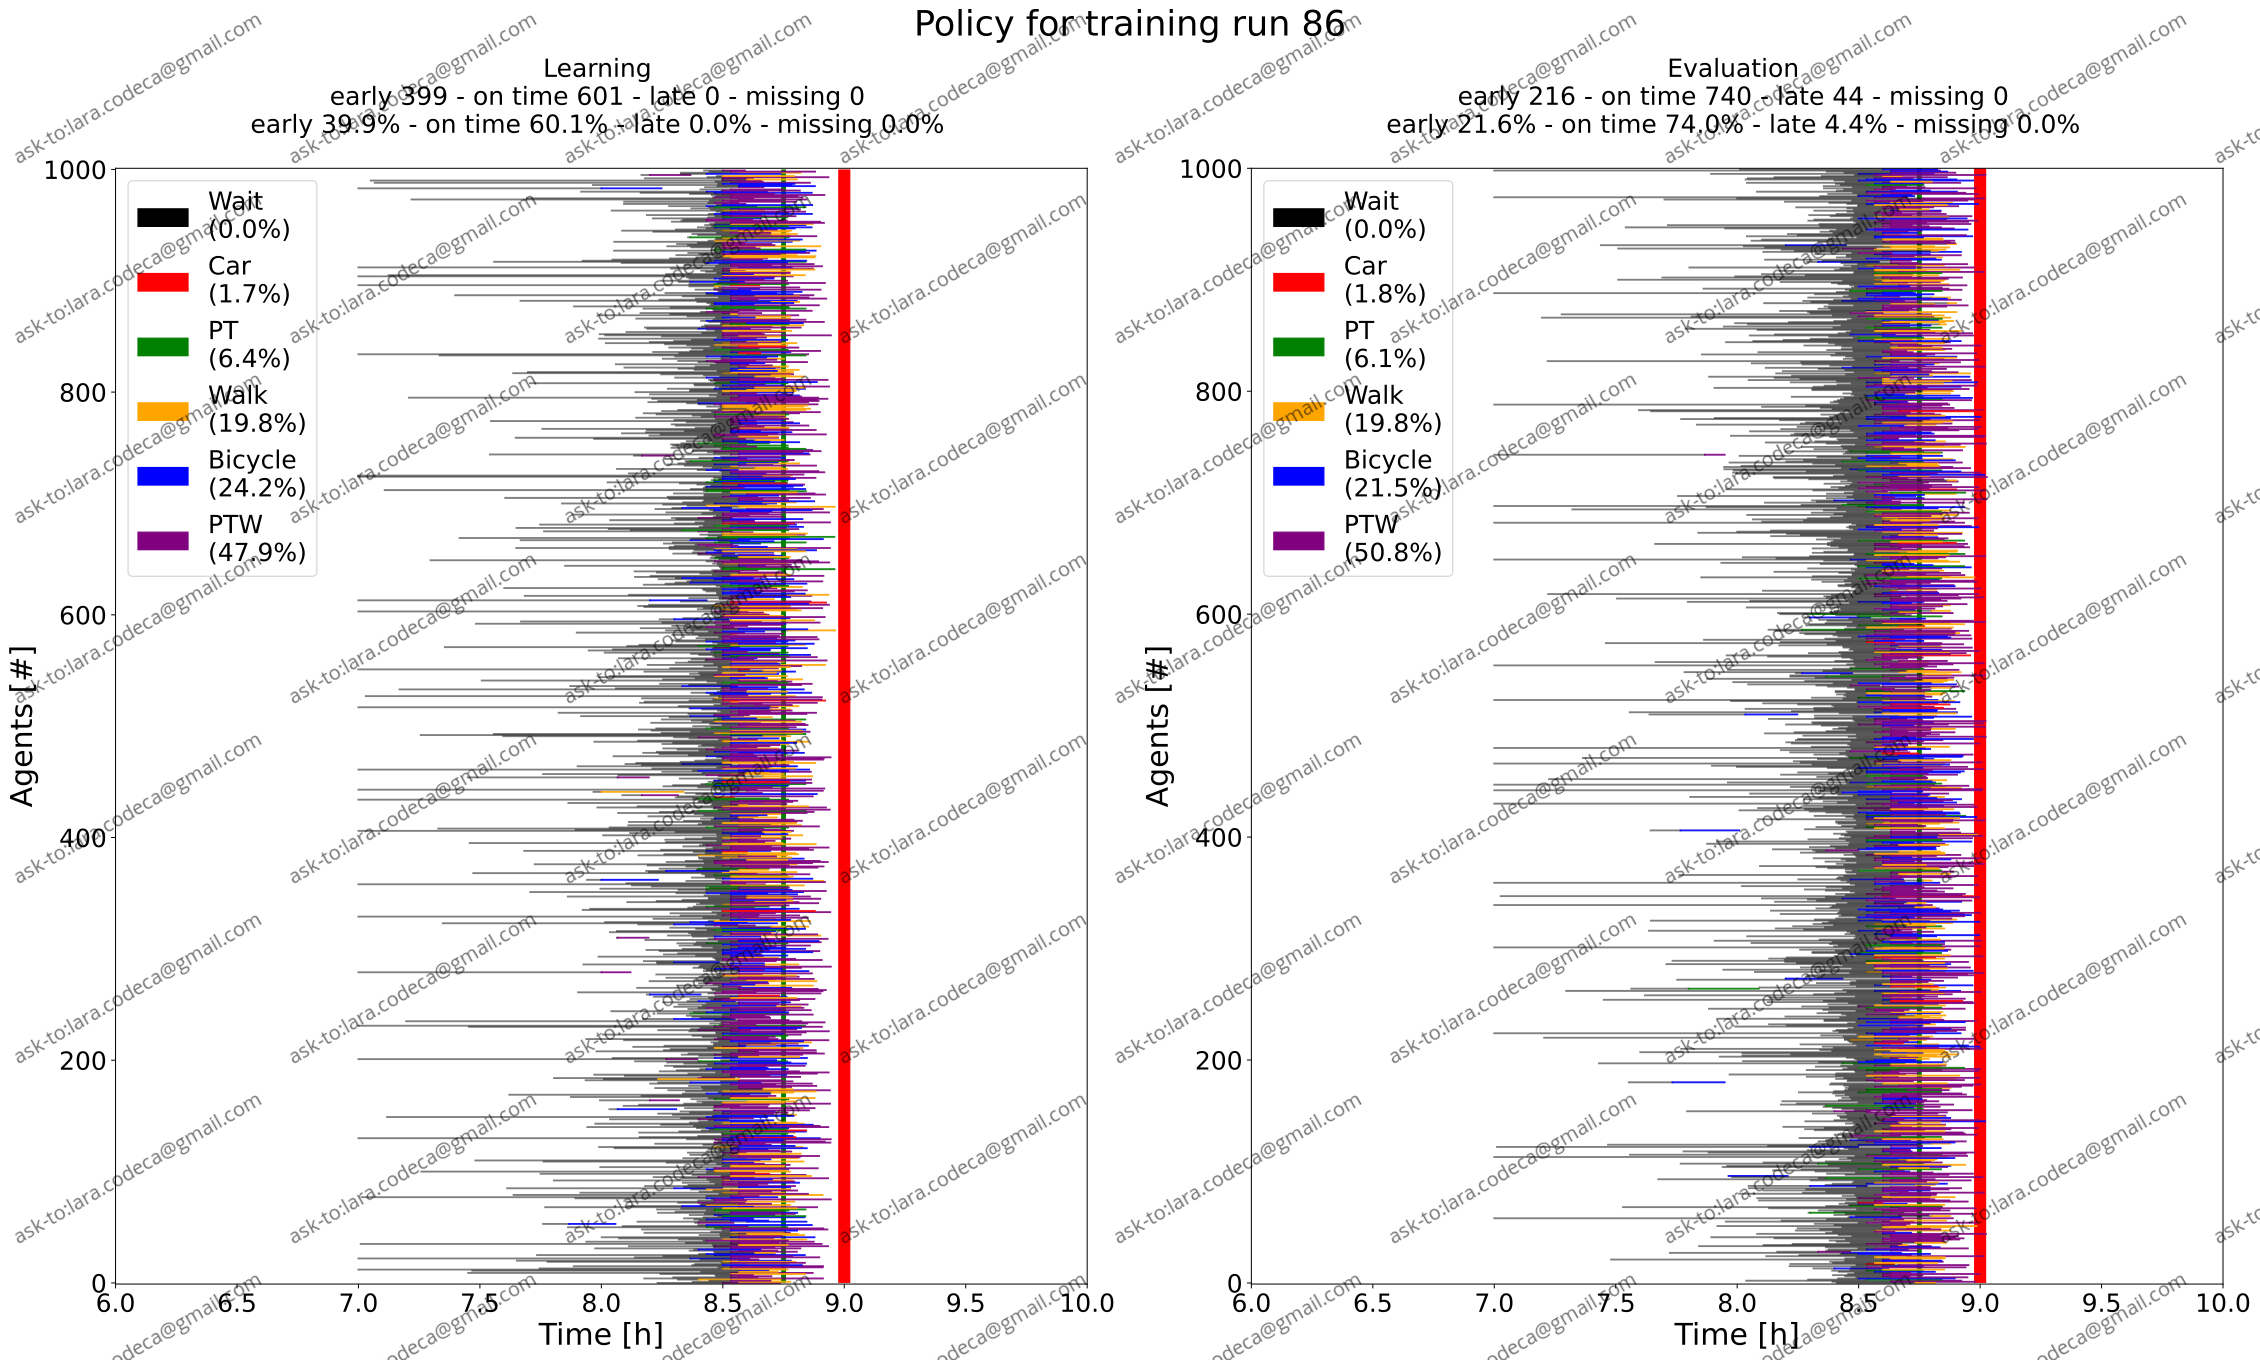 Policy for training run 86
Learning
early 399 - on time 601 - late 0 - missing 0
early 39.9% - on time 60.1% - late 0.0% - missing 0.0%
1000
800
600
400
200
0
Agents [#]
Wait
(0.0%)
Car
(1.7%)
PT
(6.4%)
Walk
(19.8%)
Bicycle
(24.2%)
PTW
(47.9%)
6.0 6.5 7.0 7.5 8.0 8.5 9.0 9.5 10.0
Time [h]
Evaluation
early 216 - on time 740 - late 44 - missing 0
early 21.6% - on time 74.0% - late 4.4% - missing 0.0%
1000
800
600
400
200
0
Agents [#]
Wait
(0.0%)
Car
(1.8%)
PT
(6.1%)
Walk
(19.8%)
Bicycle
(21.5%)
PTW
(50.8%)
6.0 6.5 7.0 7.5 8.0 8.5 9.0 9.5 10.0
Time [h]
ask-to:lara.codeca@gmail.com